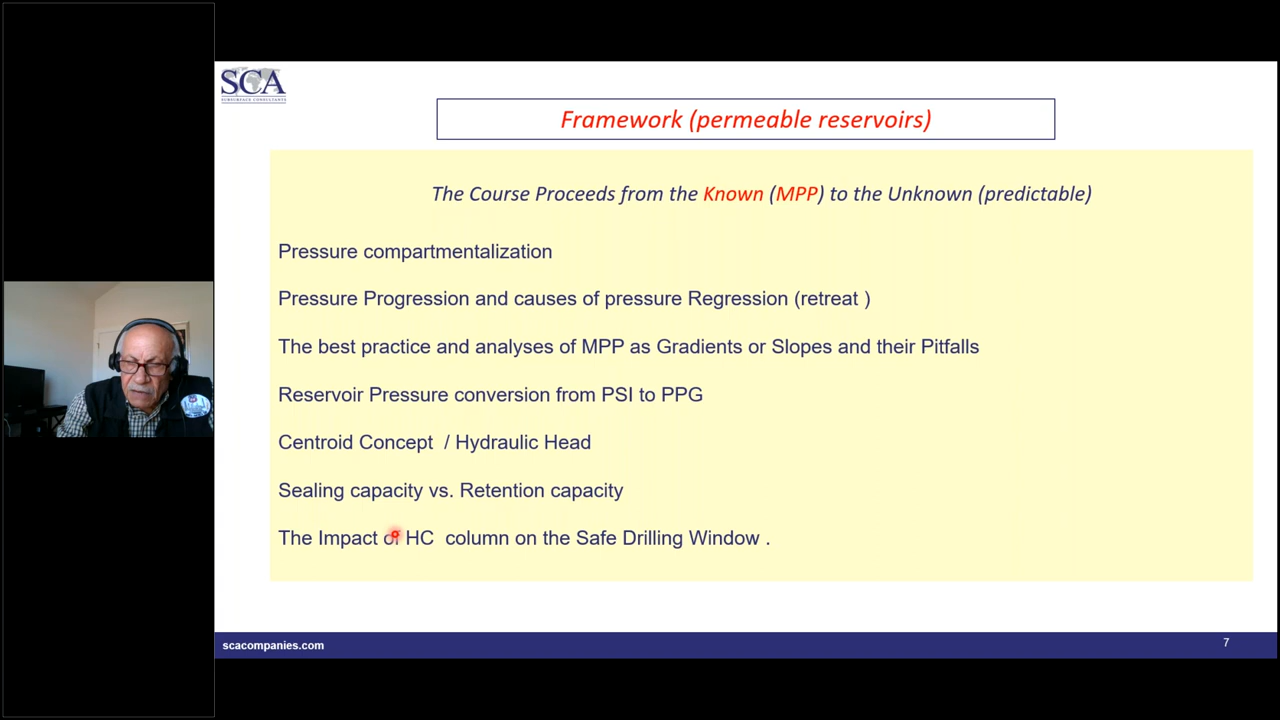 SCA
SUBSURFACE CONSULTANTS
Framework (permeable reservoirs)
The Course Proceeds from the Known (MPP) to the Unknown (predictable)
Pressure compartmentalization
Pressure Progression and causes of pressure Regression (retreat )
The best practice and analyses of MPP as Gradients or Slopes and their Pitfalls
Reservoir Pressure conversion from PSI to PPG
Centroid Concept / Hydraulic Head
Sealing capacity vs. Retention capacity
The Impact of HC column on the Safe Drilling Window .
scacompanies.com
7